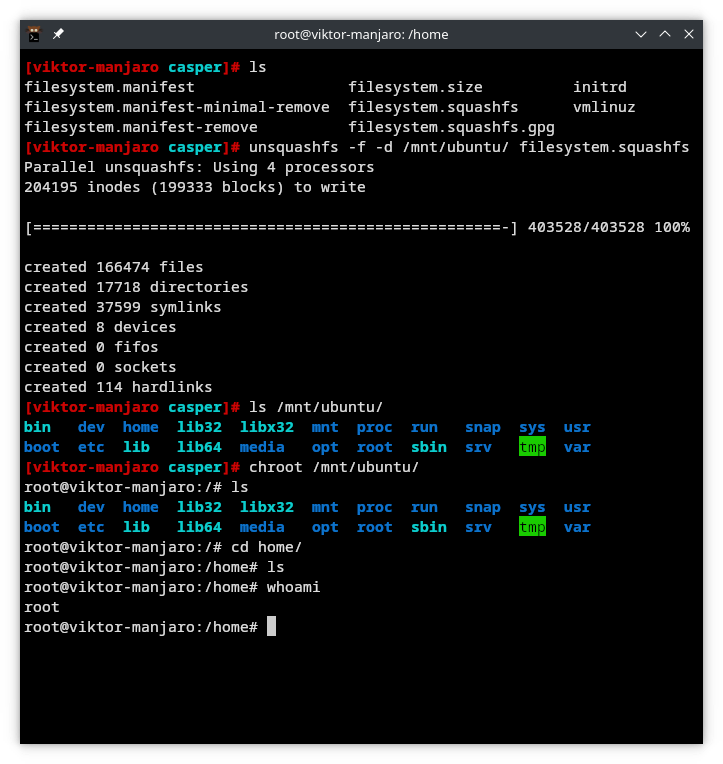 root@viktor-manjaro: /home
[viktor-manjaro casper]# ls
filesystem.manifest                 filesystem.size          initrd
filesystem.manifest-minimal-remove  filesystem.squashfs      vmlinuz
filesystem.manifest-remove          filesystem.squashfs.gpg
[viktor-manjaro casper]# unsquashfs -f -d /mnt/ubuntu/ filesystem.squashfs
Parallel unsquashfs: Using 4 processors
204195 inodes (199333 blocks) to write
[====================================================-] 403528/403528 100%
created 166474 files
created 17718 directories
created 37599 symlinks
created 8 devices
created 0 fifos
created 0 sockets
created 114 hardlinks
[viktor-manjaro casper]# ls /mnt/ubuntu/
bin   dev  home  lib32  libx32  mnt  proc  run   snap  sys  usr
boot  etc  lib   lib64  media   opt  root  sbin  srv   tmp  var
[viktor-manjaro casper]# chroot /mnt/ubuntu/
root@viktor-manjaro:/# ls
bin   dev  home  lib32  libx32  mnt  proc  run   snap  sys  usr
boot  etc  lib   lib64  media   opt  root  sbin  srv   tmp  var
root@viktor-manjaro:/# cd home/
root@viktor-manjaro:/home# ls
root@viktor-manjaro:/home# whoami
root
root@viktor-manjaro:/home#